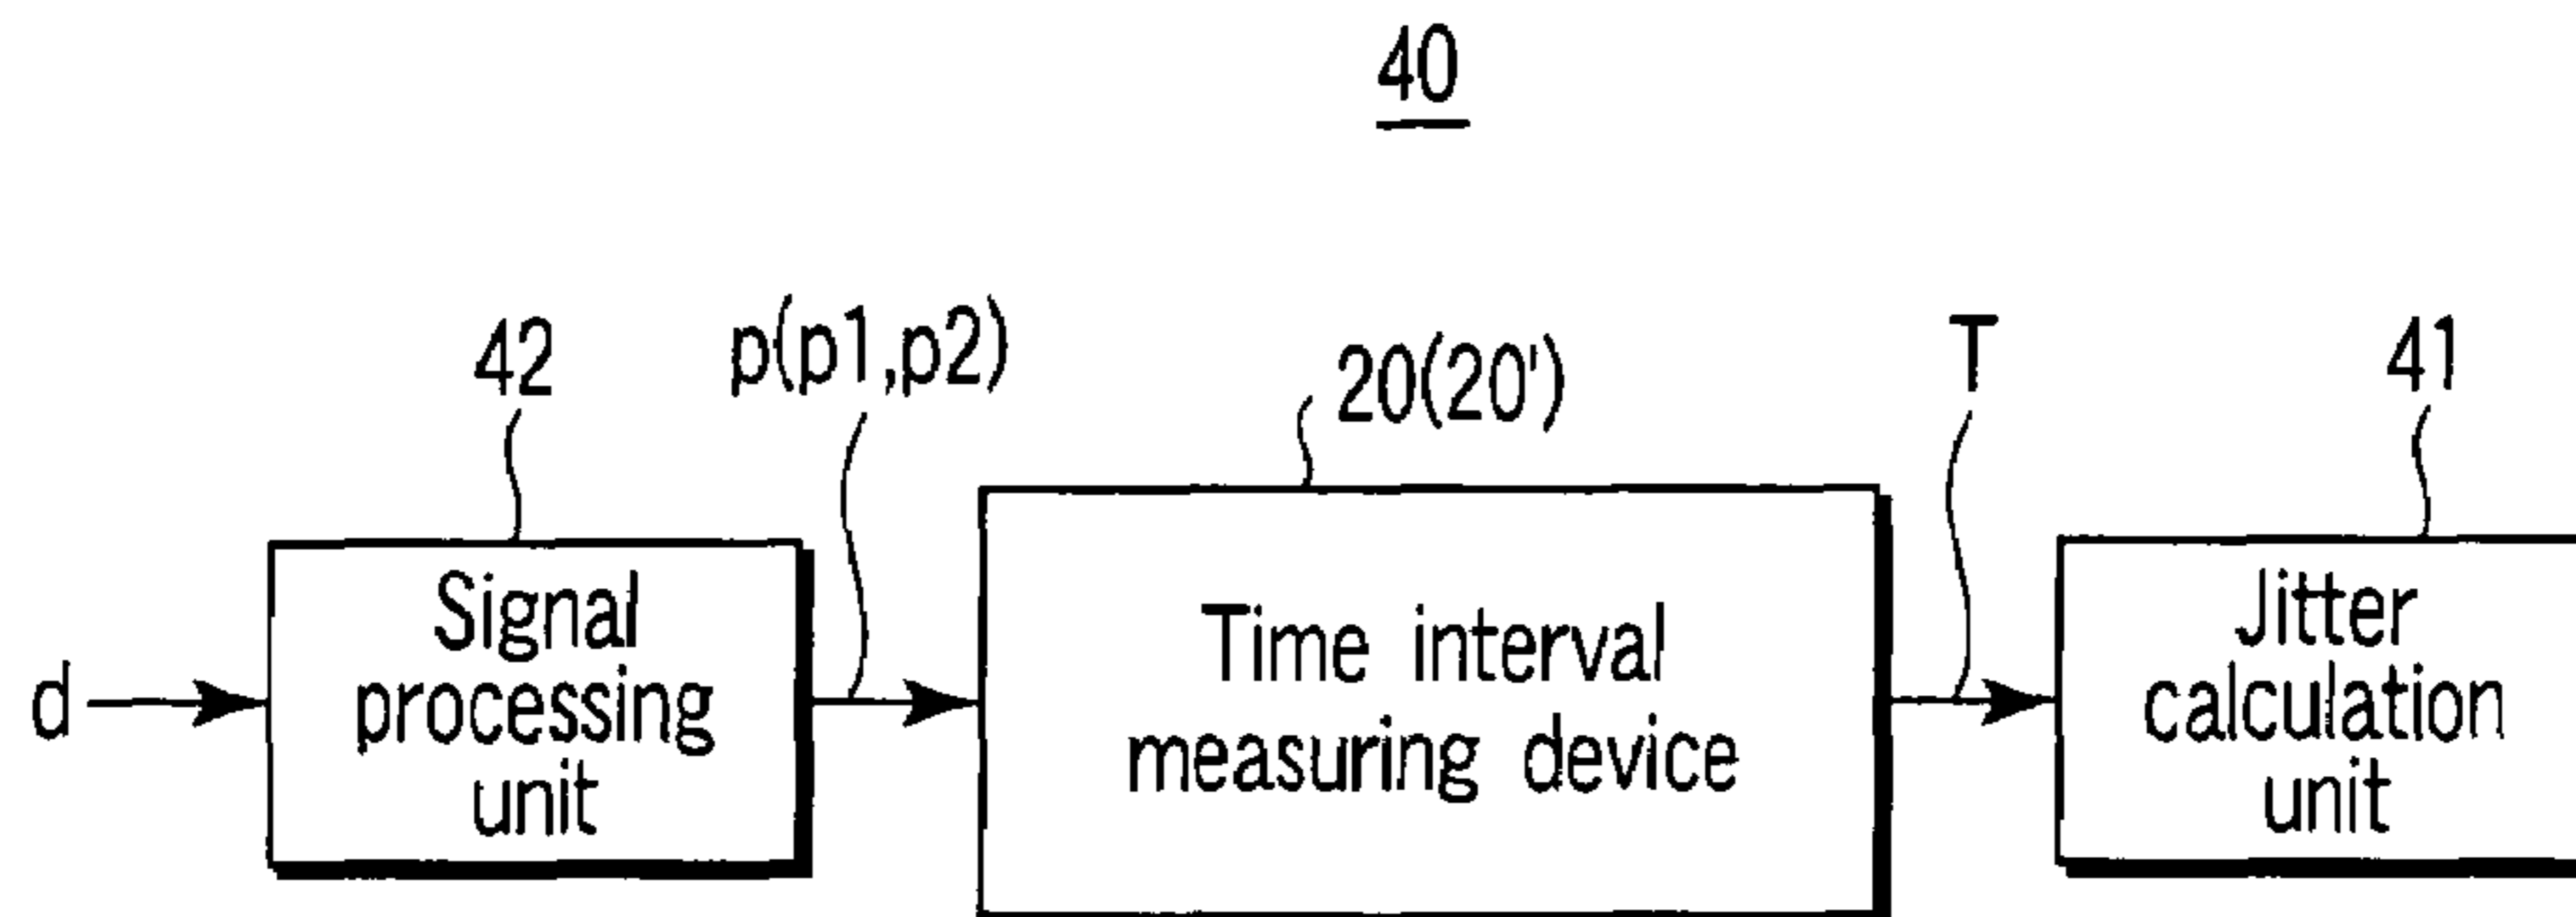 40
42
p(p1,p2)
20(20')
T
41
d
Signal
processing
unit
Time interval
measuring device
Jitter
calculation
unit